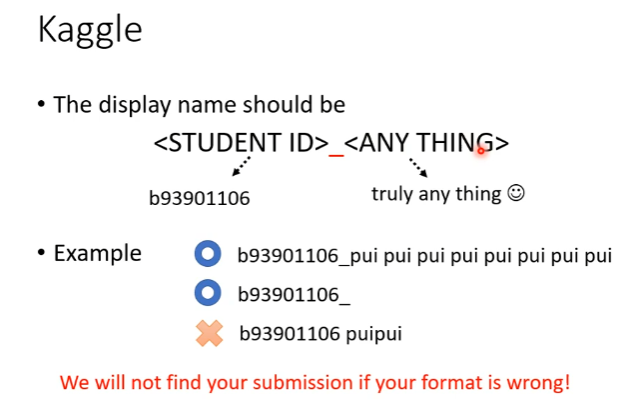 Kaggle
• The display name should be
<STUDENT ID>_<ANY THING>
b93901106
truly any thing ☺
• Example
b93901106_pui pui pui pui pui pui pui pui
b93901106_
b93901106 puipui
We will not find your submission if your format is wrong!